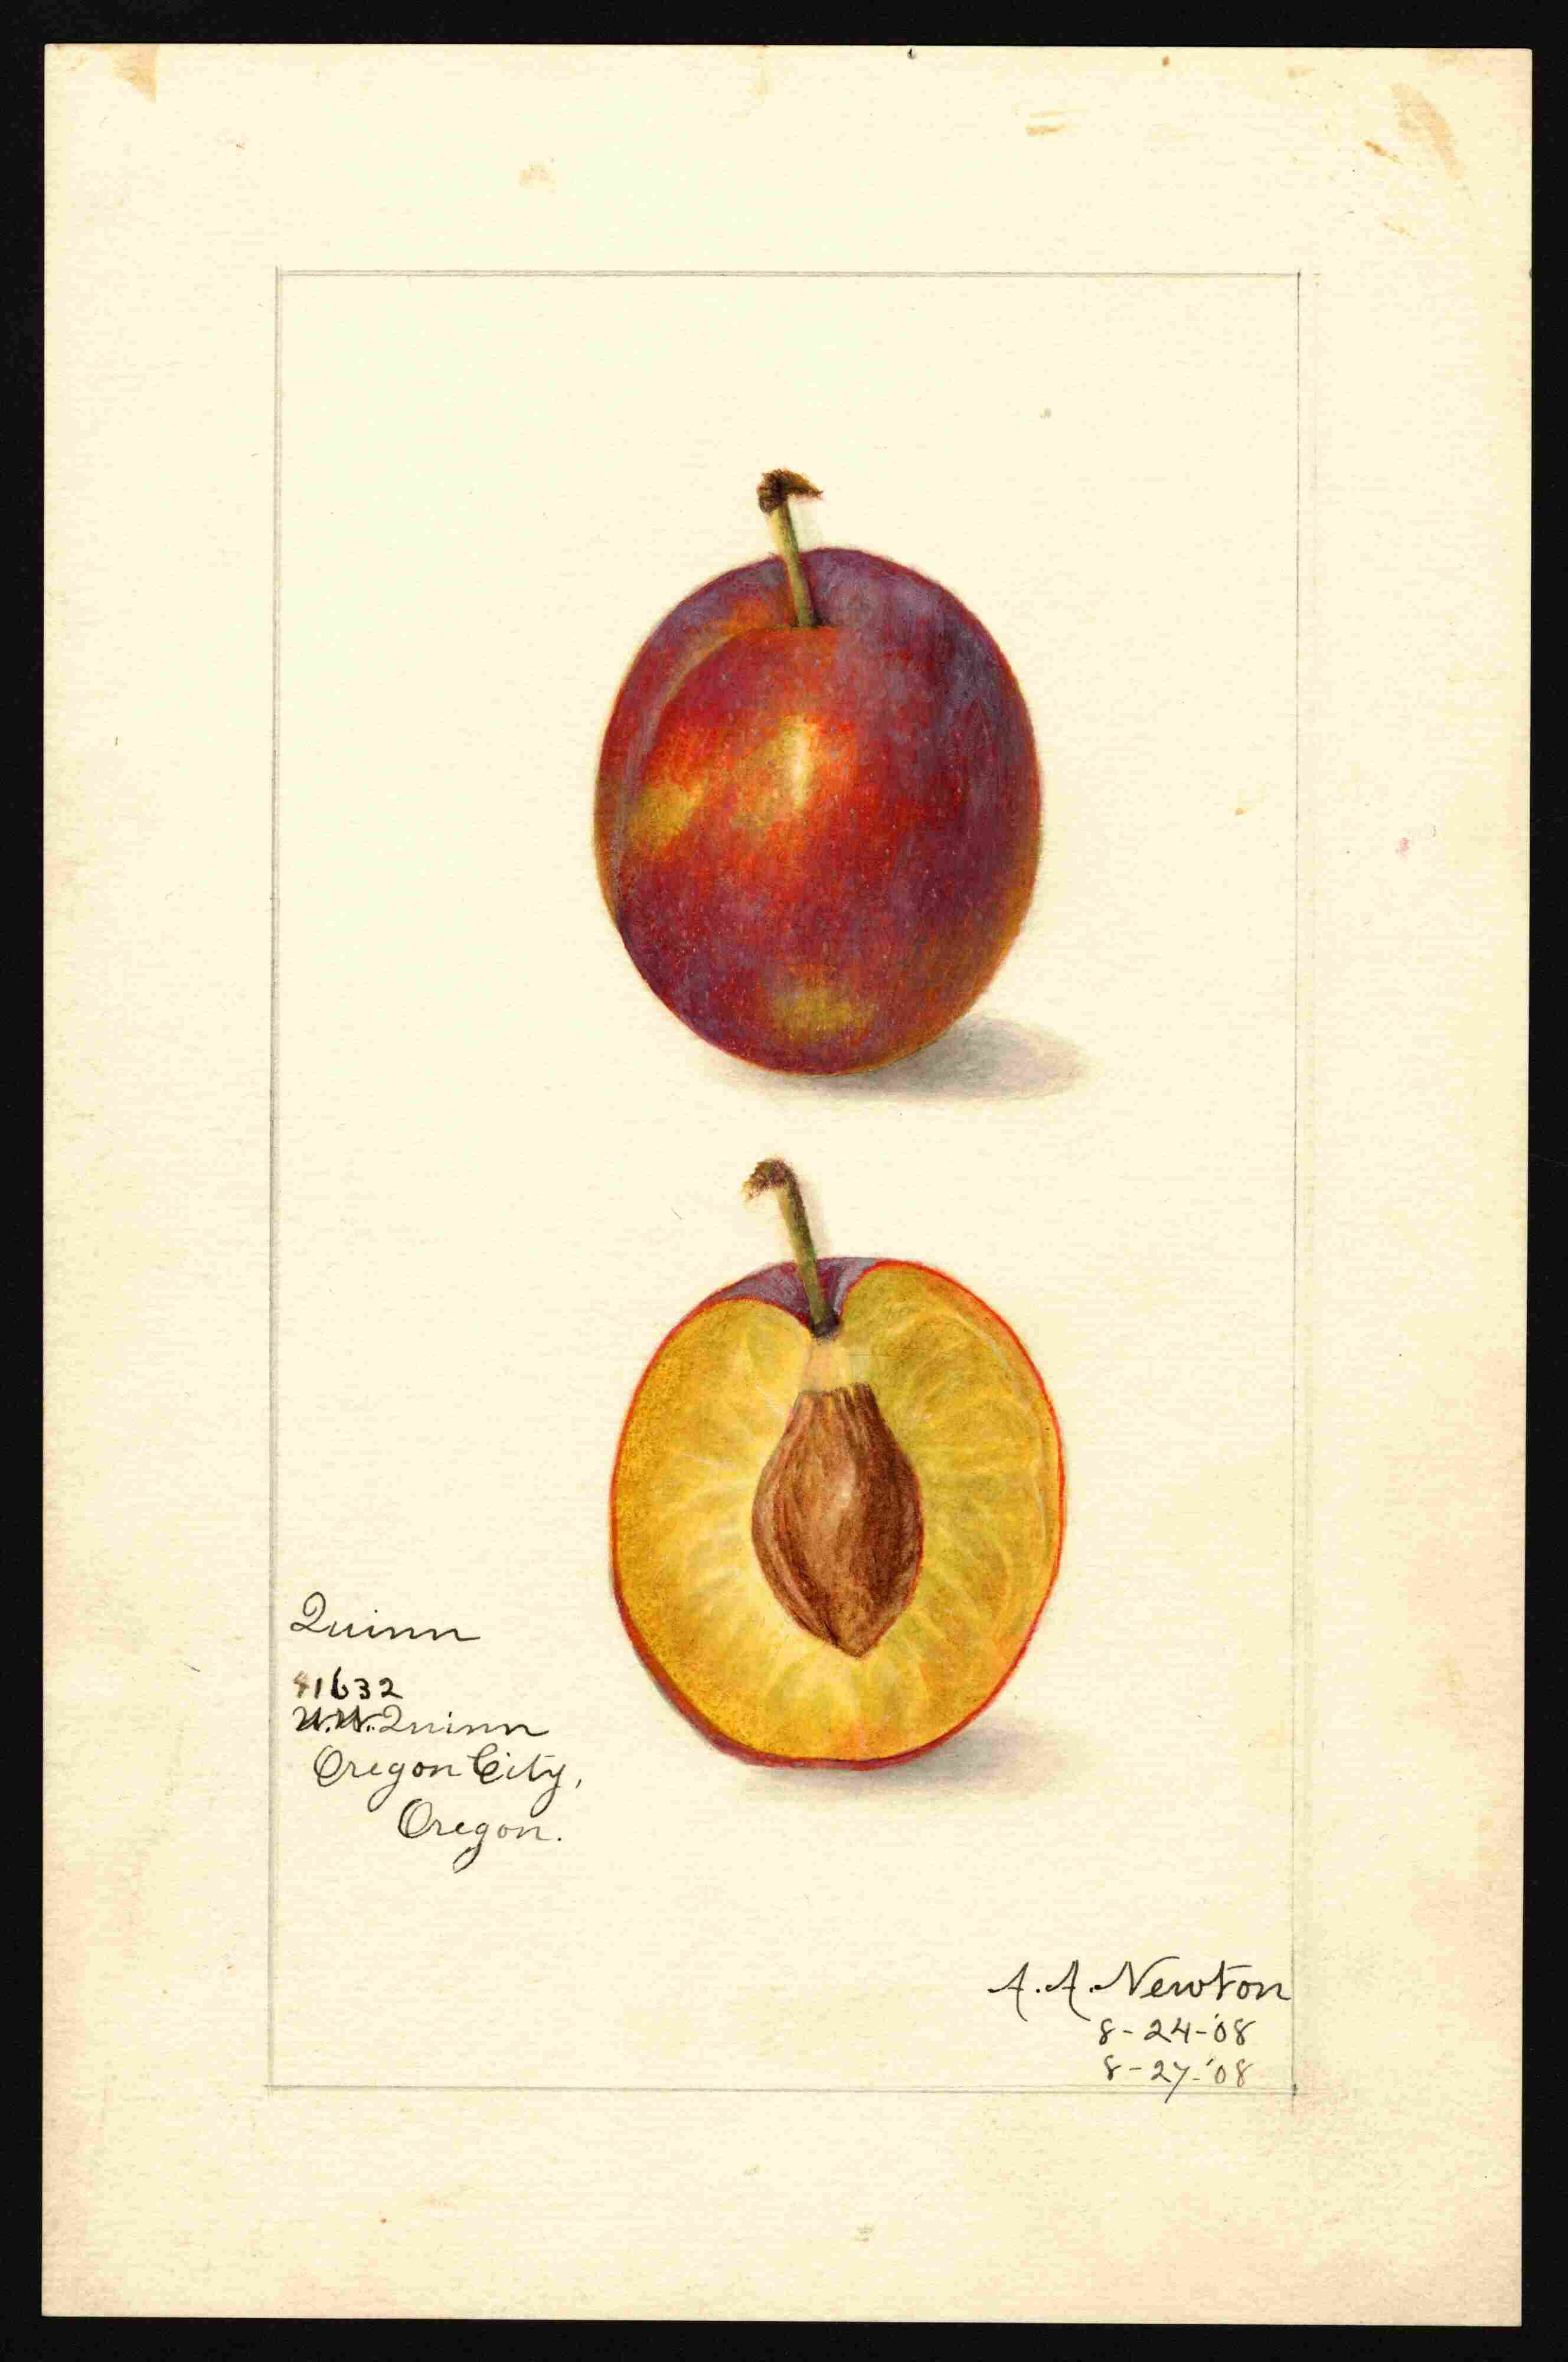 Quinn
41632
W.W. Quinn
Oregon City,
Oregon.
A.A. Newton
8-24-'08
8-27-'08